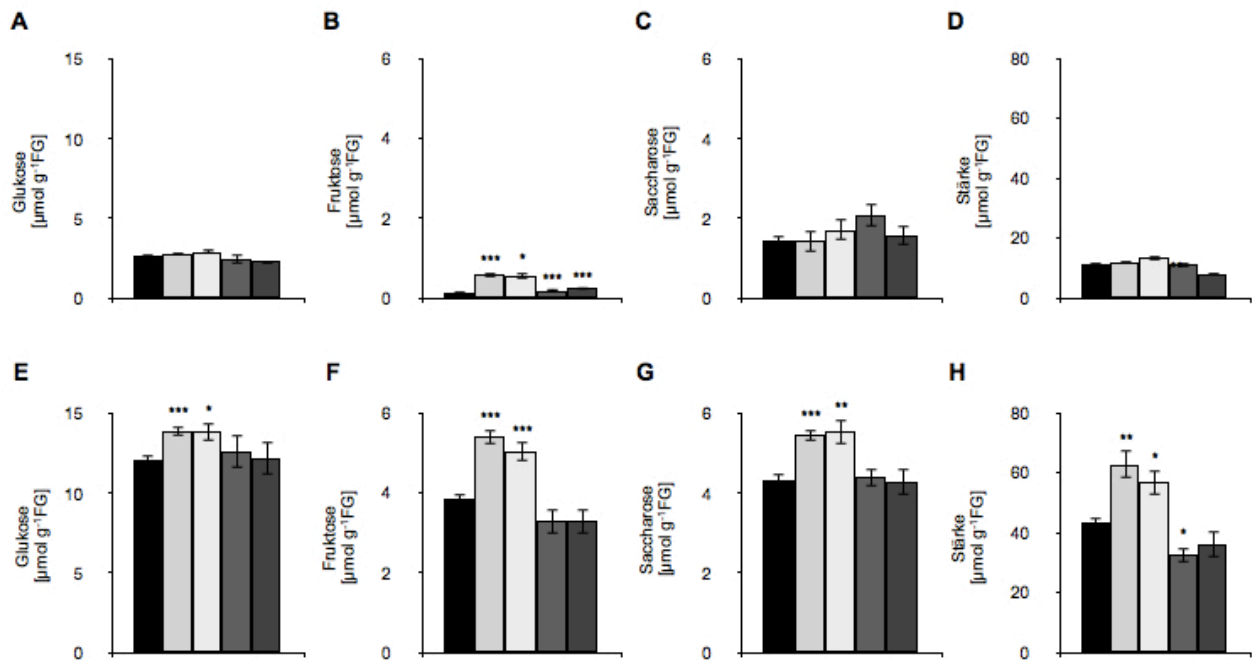 A
B
C
D
15
10
5
0
Glukose
[µmol g⁻¹FG]
6
4
2
0
Fruktose
[µmol g⁻¹FG]
*** * *** ***
6
4
2
0
Saccharose
[µmol g⁻¹FG]
80
60
40
20
0
Stärke
[µmol g⁻¹FG]
E
F
G
H
15
10
5
0
Glukose
[µmol g⁻¹FG]
*** *
6
4
2
0
Fruktose
[µmol g⁻¹FG]
*** ***
6
4
2
0
Saccharose
[µmol g⁻¹FG]
*** **
80
60
40
20
0
Stärke
[µmol g⁻¹FG]
** * *